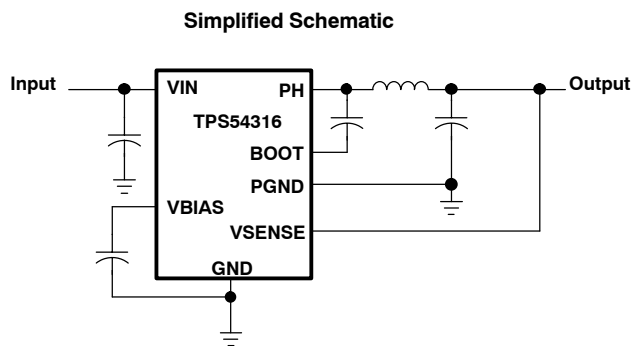 Simplified Schematic
Input
VIN
PH
Output
TPS54316
BOOT
PGND
VBIAS
VSENSE
GND